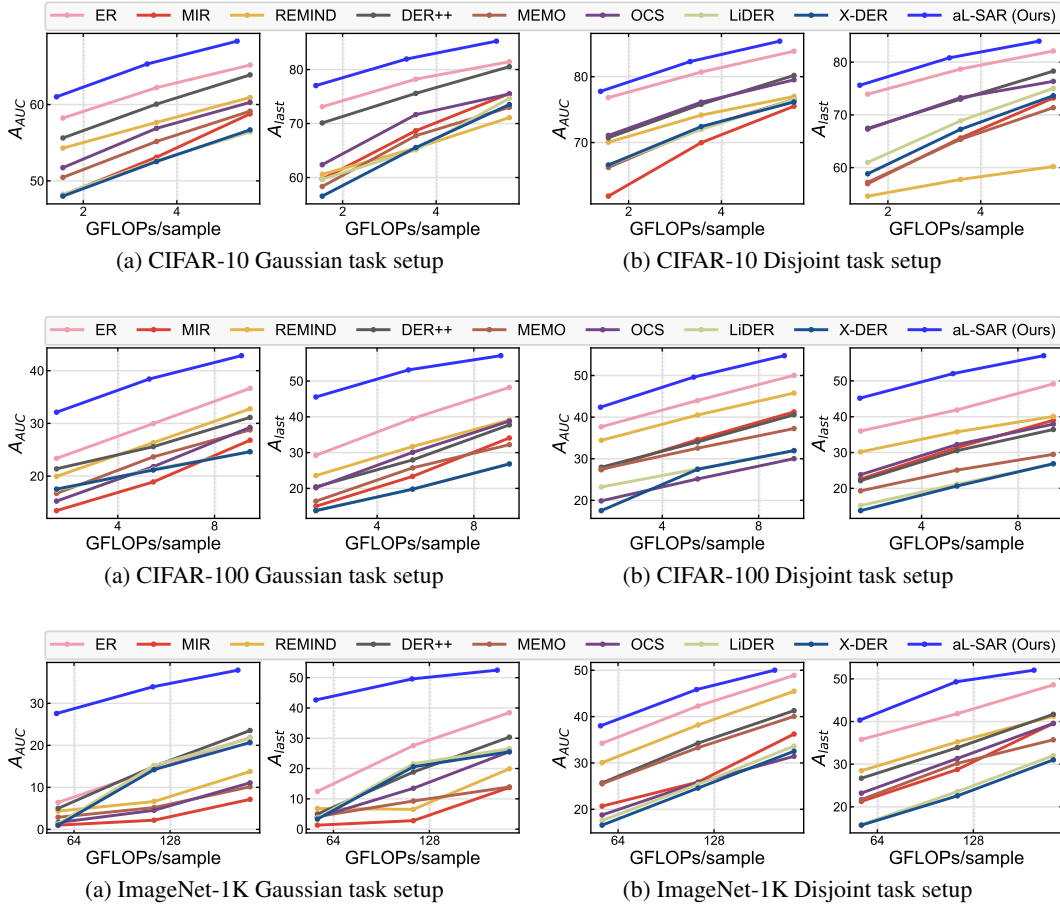 ER MIR REMIND DER++ MEMO OCS LiDER X-DER aL-SAR (Ours)
60
50
A_AUC
2 4
80
70
60
A_last
2 4
80
70
A_AUC
2 4
80
70
60
A_last
2 4
GFLOPs/sample GFLOPs/sample GFLOPs/sample GFLOPs/sample
(a) CIFAR-10 Gaussian task setup (b) CIFAR-10 Disjoint task setup
ER MIR REMIND DER++ MEMO OCS LiDER X-DER aL-SAR (Ours)
40
30
20
A_AUC
4 8
50
40
30
20
A_last
4 8
50
40
30
20
A_AUC
4 8
50
40
30
20
A_last
4 8
GFLOPs/sample GFLOPs/sample GFLOPs/sample GFLOPs/sample
(a) CIFAR-100 Gaussian task setup (b) CIFAR-100 Disjoint task setup
ER MIR REMIND DER++ MEMO OCS LiDER X-DER aL-SAR (Ours)
30
20
10
0
A_AUC
64 128
50
40
30
20
10
0
A_last
64 128
50
40
30
20
A_AUC
64 128
50
40
30
20
A_last
64 128
GFLOPs/sample GFLOPs/sample GFLOPs/sample GFLOPs/sample
(a) ImageNet-1K Gaussian task setup (b) ImageNet-1K Disjoint task setup